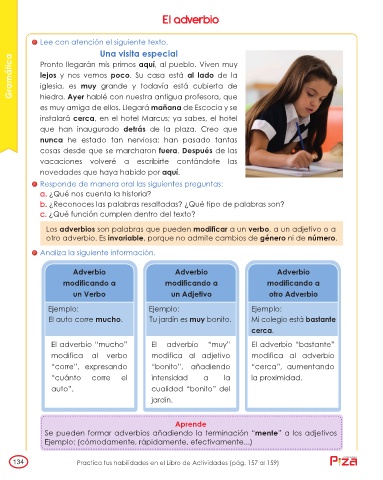 El adverbio
Gramática
Lee con atención el siguiente texto.
Una visita especial
Pronto llegarán mis primos aquí, al pueblo. Viven muy
lejos y nos vemos poco. Su casa está al lado de la
iglesia, es muy grande y todavía está cubierta de
hiedra. Ayer hablé con nuestra antigua profesora, que
es muy amiga de ellos. Llegará mañana de Escocia y se
instalará cerca, en el hotel Marcus; ya sabes, el hotel
que han inaugurado detrás de la plaza. Creo que
nunca he estado tan nerviosa; han pasado tantas
cosas desde que se marcharon fuera. Después de las
vacaciones volveré a escribirte contándote las
novedades que haya habido por aquí.
Responde de manera oral las siguientes preguntas:
a. ¿Qué nos cuenta la historia?
b. ¿Reconoces las palabras resaltadas? ¿Qué tipo de palabras son?
c. ¿Qué función cumplen dentro del texto?
Los adverbios son palabras que pueden modificar a un verbo, a un adjetivo o a
otro adverbio. Es invariable, porque no admite cambios de género ni de número.
Analiza la siguiente información.
Adverbio
modificando a
un Verbo
Ejemplo:
El auto corre mucho.
El adverbio "mucho"
modifica al verbo
"corre", expresando
"cuánto corre el
auto".
Adverbio
modificando a
un Adjetivo
Ejemplo:
Tu jardín es muy bonito.
El adverbio "muy"
modifica al adjetivo
"bonito", añadiendo
intensidad a la
cualidad "bonito" del
jardín.
Adverbio
modificando a
otro Adverbio
Ejemplo:
Mi colegio está bastante
cerca.
El adverbio "bastante"
modifica al adverbio
"cerca", aumentando
la proximidad.
Aprende
Se pueden formar adverbios añadiendo la terminación "mente" a los adjetivos
Ejemplo: (cómodamente, rápidamente, efectivamente...)
134
Practica tus habilidades en el Libro de Actividades (pág. 157 al 159)